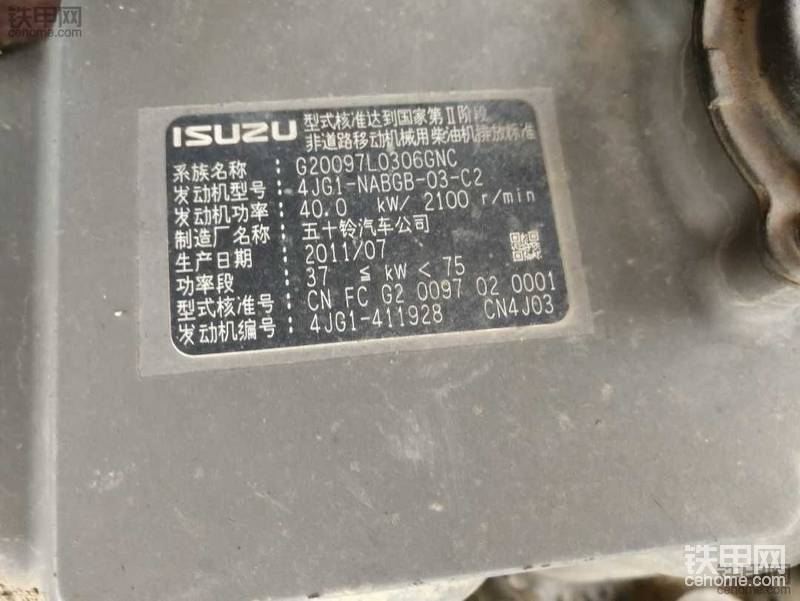 铁甲网
cehome.com
ISUZU
型式核准达到国家第Ⅱ阶段
非道路移动机械用柴油机排放标准
系族名称 : G20097L0306GNC
发动机型号 : 4JG1-NABGB-03-C2
发动机功率 : 40.0 kW/ 2100 r/min
制造厂名称 : 五十铃汽车公司
生产日期 : 2011/07
功率段 : 37 ≦ kW < 75
型式核准号 : CN FC G2 0097 02 0001
发动机编号 : 4JG1-411928 CN4J03
铁甲网
cehome.com